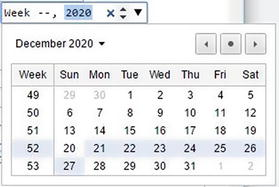 Week --, 2020
December 2020
Week Sun Mon Tue Wed Thu Fri Sat
49 29 30 1 2 3 4 5
50 6 7 8 9 10 11 12
51 13 14 15 16 17 18 19
52 20 21 22 23 24 25 26
53 27 28 29 30 31 1 2